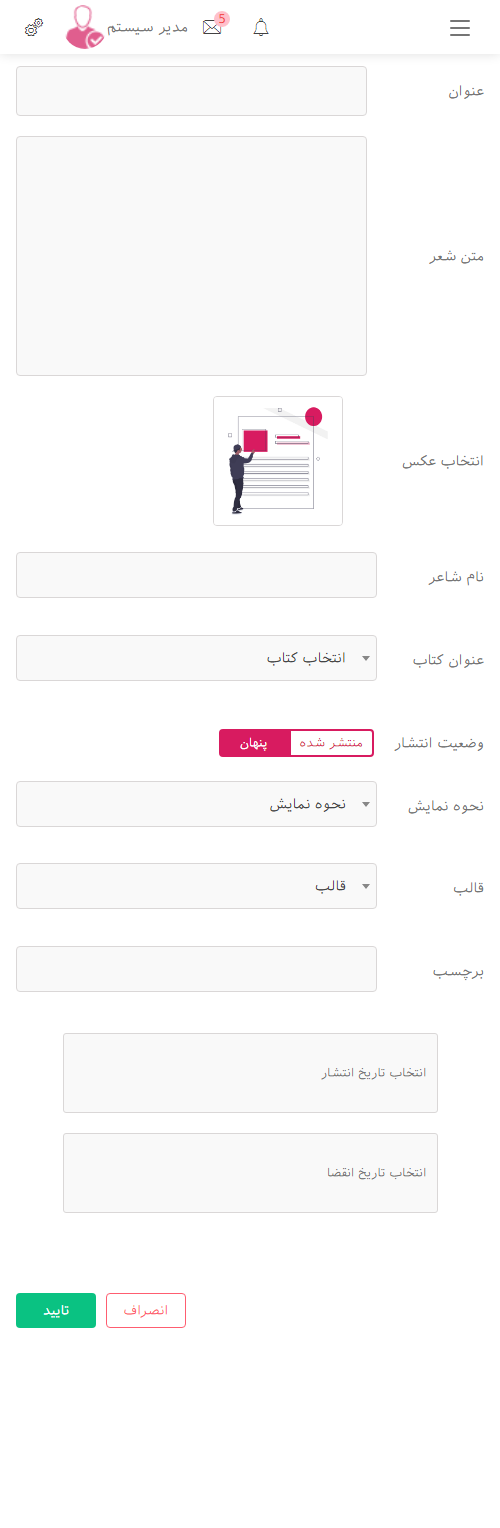 مدیر سیستم
5
عنوان
متن شعر
انتخاب عکس
نام شاعر
عنوان کتاب
انتخاب کتاب
وضعیت انتشار
منتشر شده
پنهان
نحوه نمایش
نحوه نمایش
قالب
قالب
برچسب
انتخاب تاریخ انتشار
انتخاب تاریخ انقضا
انصراف
تایید